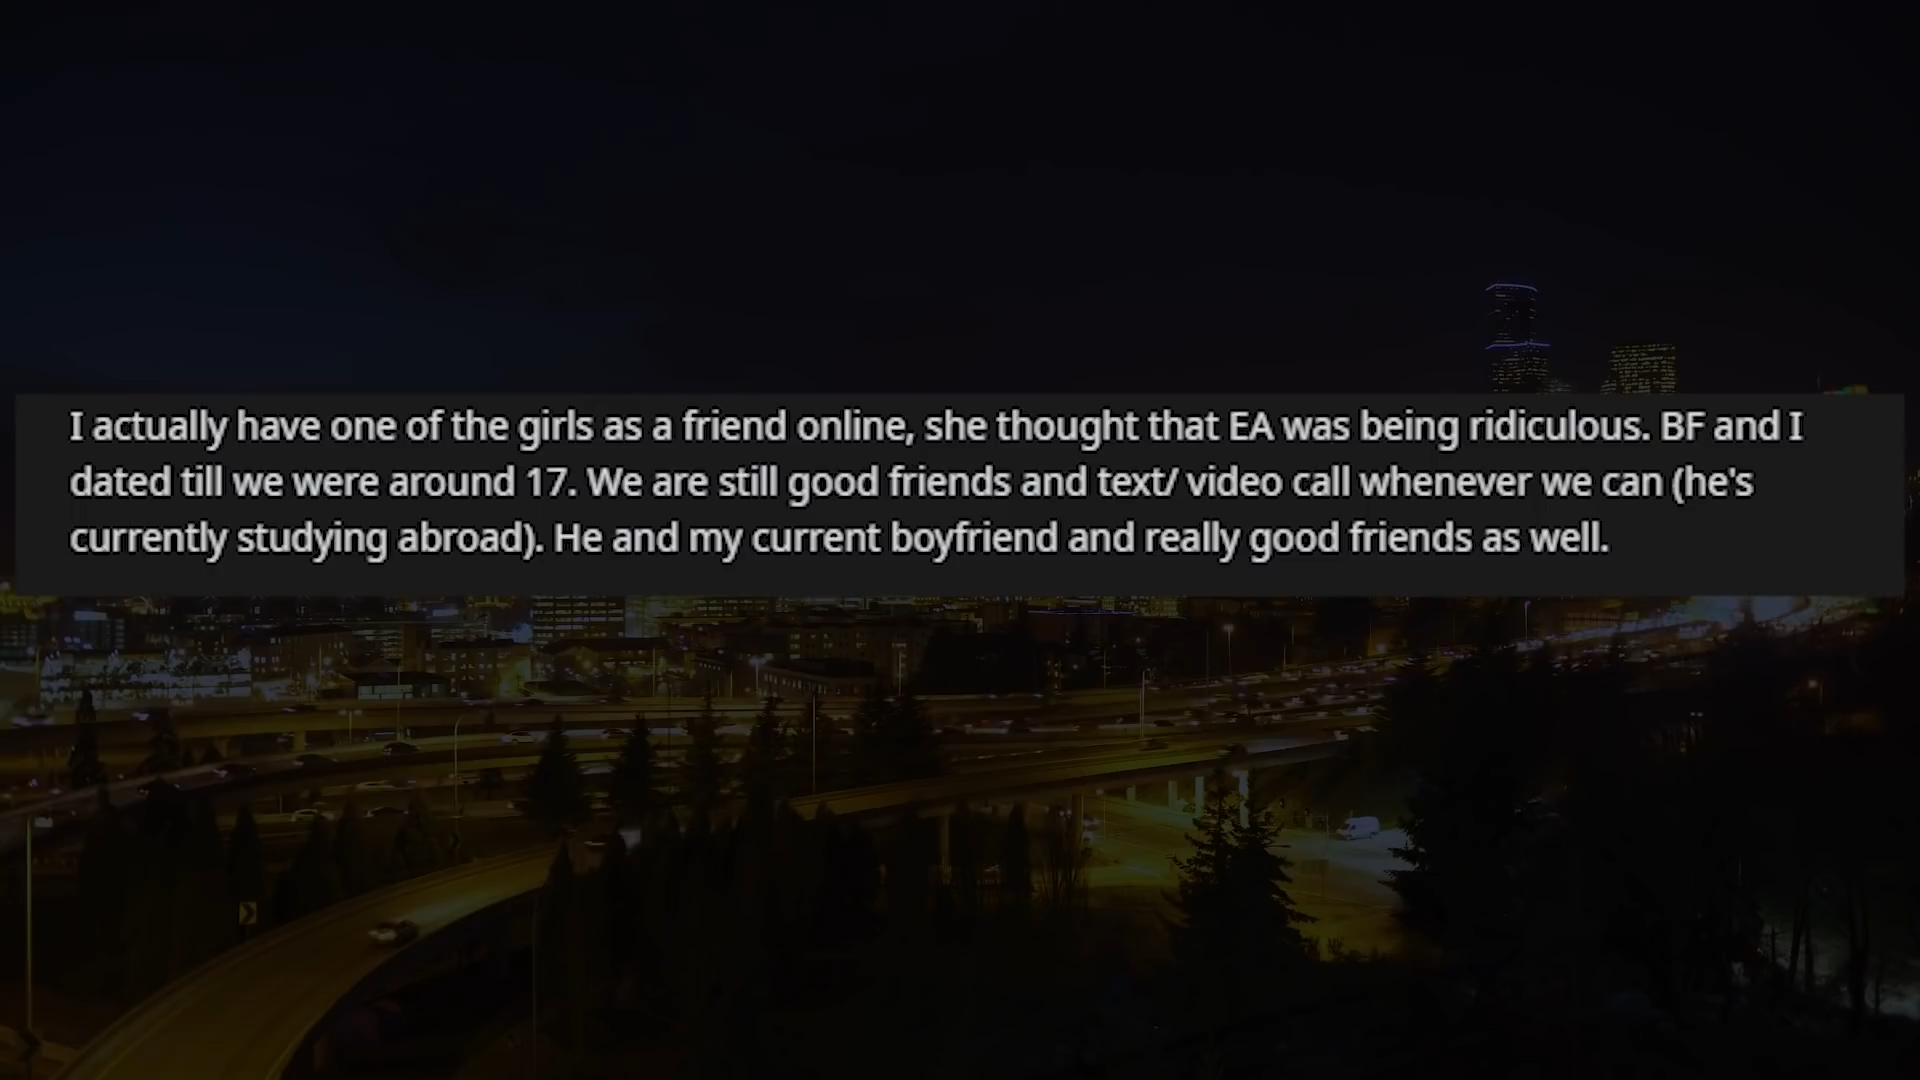 I actually have one of the girls as a friend online, she thought that EA was being ridiculous. BF and I
dated till we were around 17. We are still good friends and text/ video call whenever we can (he's
currently studying abroad). He and my current boyfriend and really good friends as well.